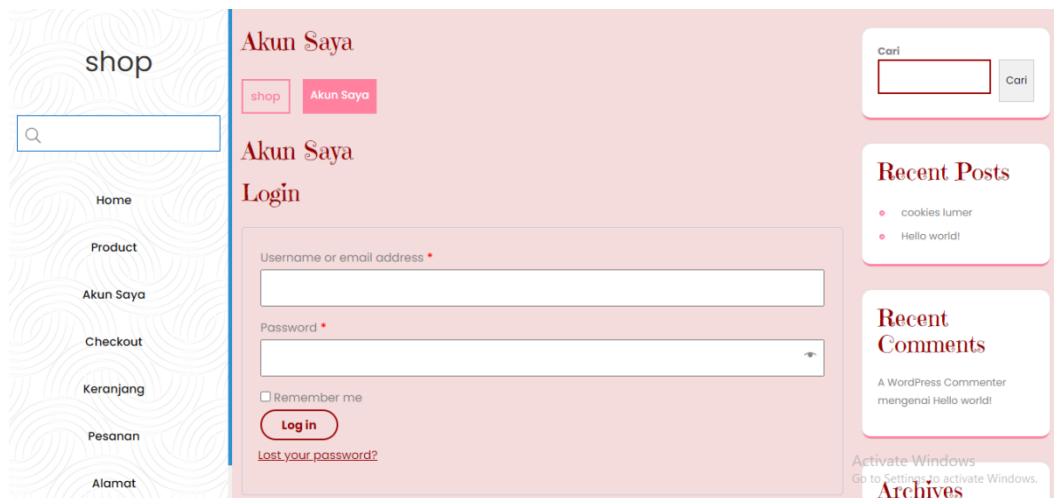 shop
Home
Product
Akun Saya
Checkout
Keranjang
Pesanan
Alamat
Akun Saya
shop
Akun Saya
Akun Saya
Login
Username or email address *
Password *
Remember me
Log in
Lost your password?
Cari
Cari
Recent Posts
cookies lumer
Hello world!
Recent
Comments
A WordPress Commenter
mengenai Hello world!
Activate Windows
Go to Settings to activate Windows.
Archives